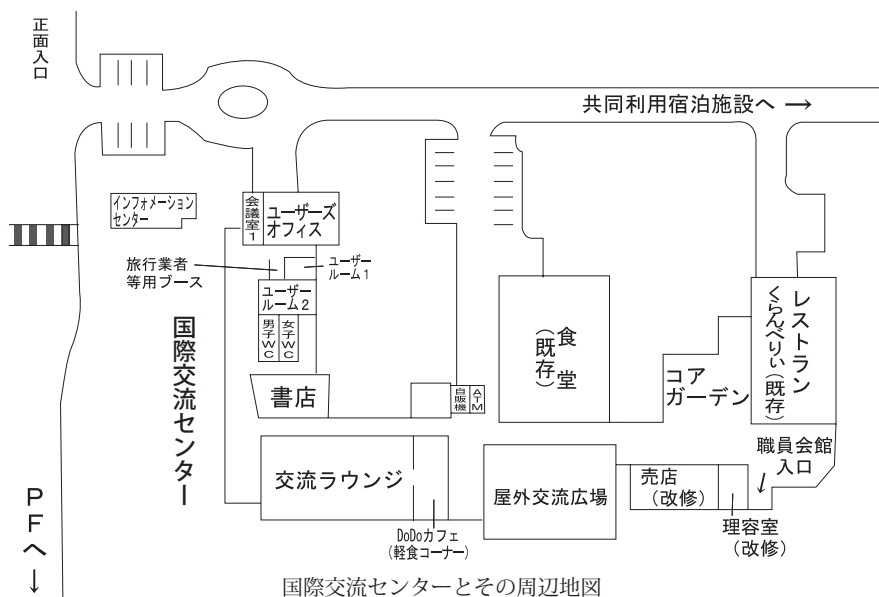 正面入口
共同利用宿泊施設へ →
インフォメーション
センター
会議室1
ユーザーズ
オフィス
旅行業者
等用ブース
ユーザー
ルーム1
ユーザー
ルーム2
男子WC
女子WC
国際交流センター
書店
自販機
ATM
食堂
(既存)
コア
ガーデン
レストラン
くらんべりぃ(既存)
職員会館
入口
交流ラウンジ
屋外交流広場
売店
(改修)
理容室
(改修)
DoDoカフェ
(軽食コーナー)
PFへ↓
国際交流センターとその周辺地図